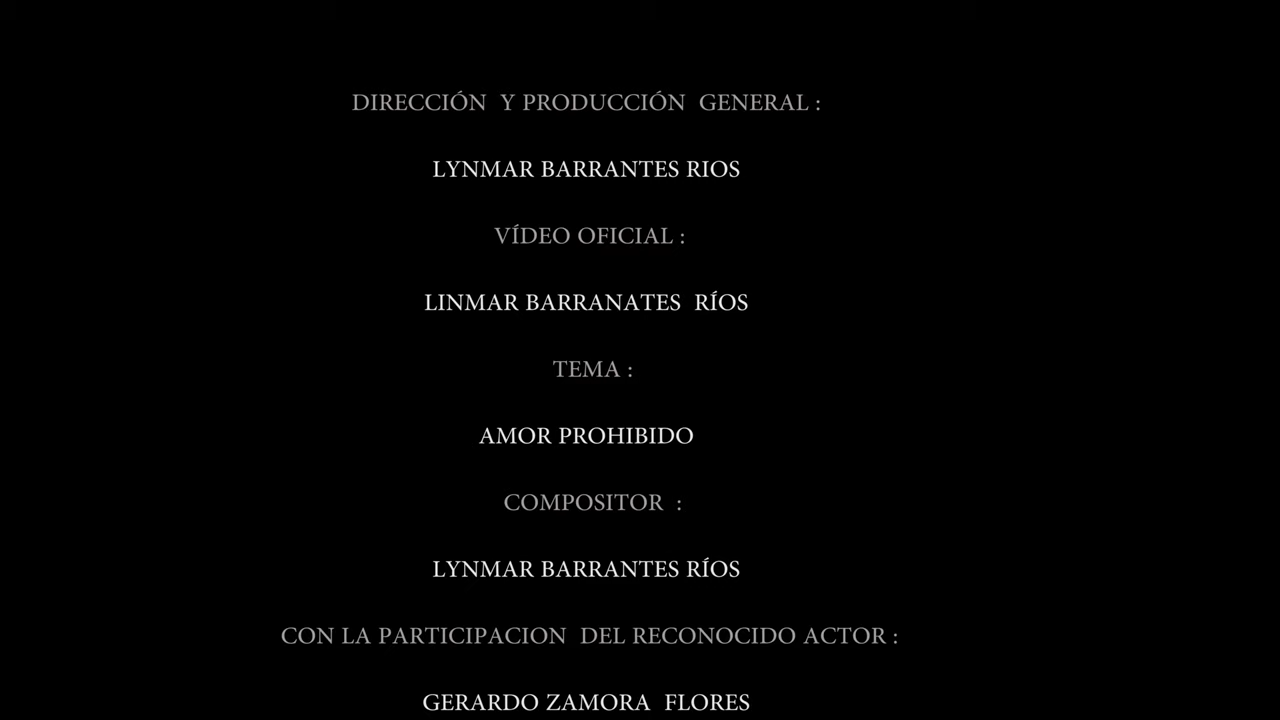 DIRECCIÓN Y PRODUCCIÓN GENERAL :
LYNMAR BARRANTES RIOS
VÍDEO OFICIAL :
LINMAR BARRANATES RÍOS
TEMA :
AMOR PROHIBIDO
COMPOSITOR :
LYNMAR BARRANTES RÍOS
CON LA PARTICIPACION DEL RECONOCIDO ACTOR :
GERARDO ZAMORA FLORES